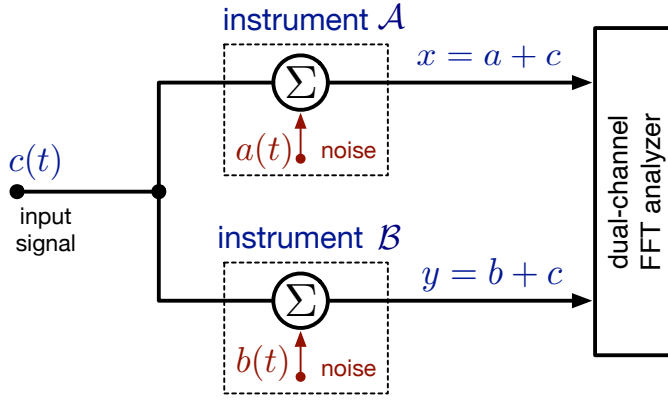 instrument 𝒜
Σ
x = a + c
a(t) noise
c(t)
input
signal
instrument ℬ
Σ
y = b + c
b(t) noise
dual-channel
FFT analyzer